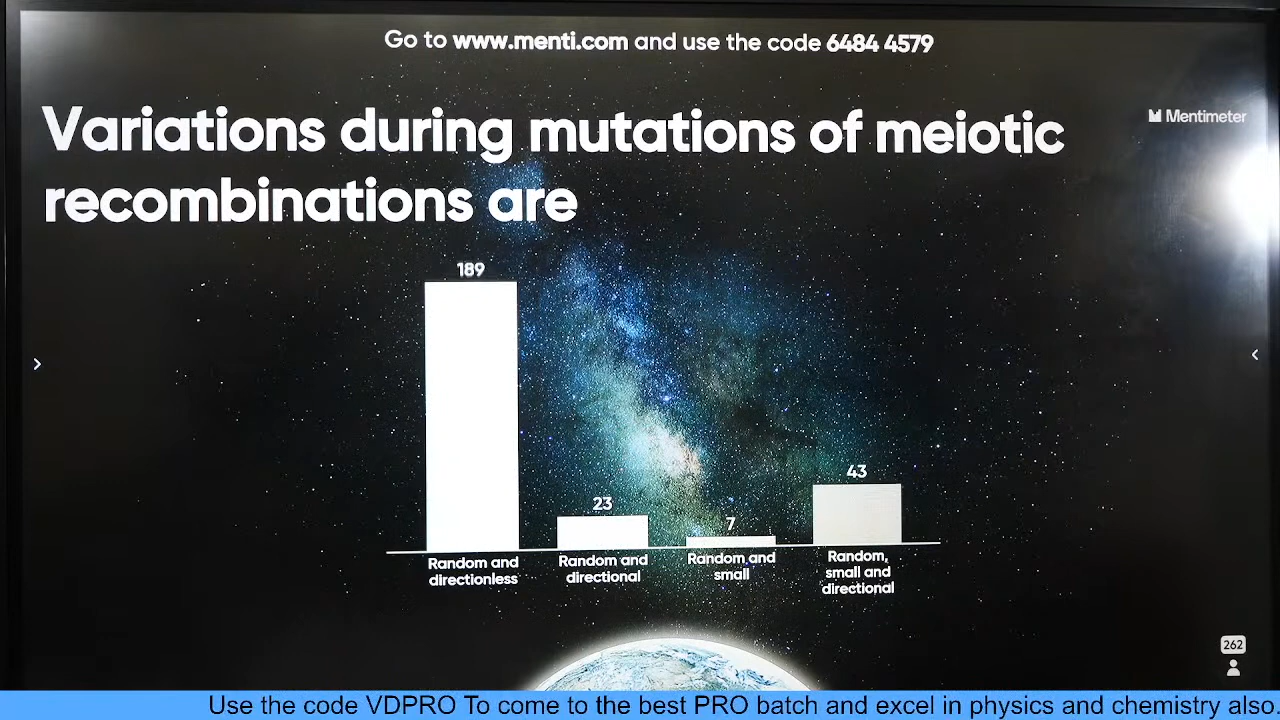 Go to www.menti.com and use the code 6484 4579
Mentimeter
Variations during mutations of meiotic
recombinations are
189
23
7
43
Random and
directionless
Random and
directional
Random and
small
Random,
small and
directional
262
Use the code VDPRO To come to the best PRO batch and excel in physics and chemistry also.